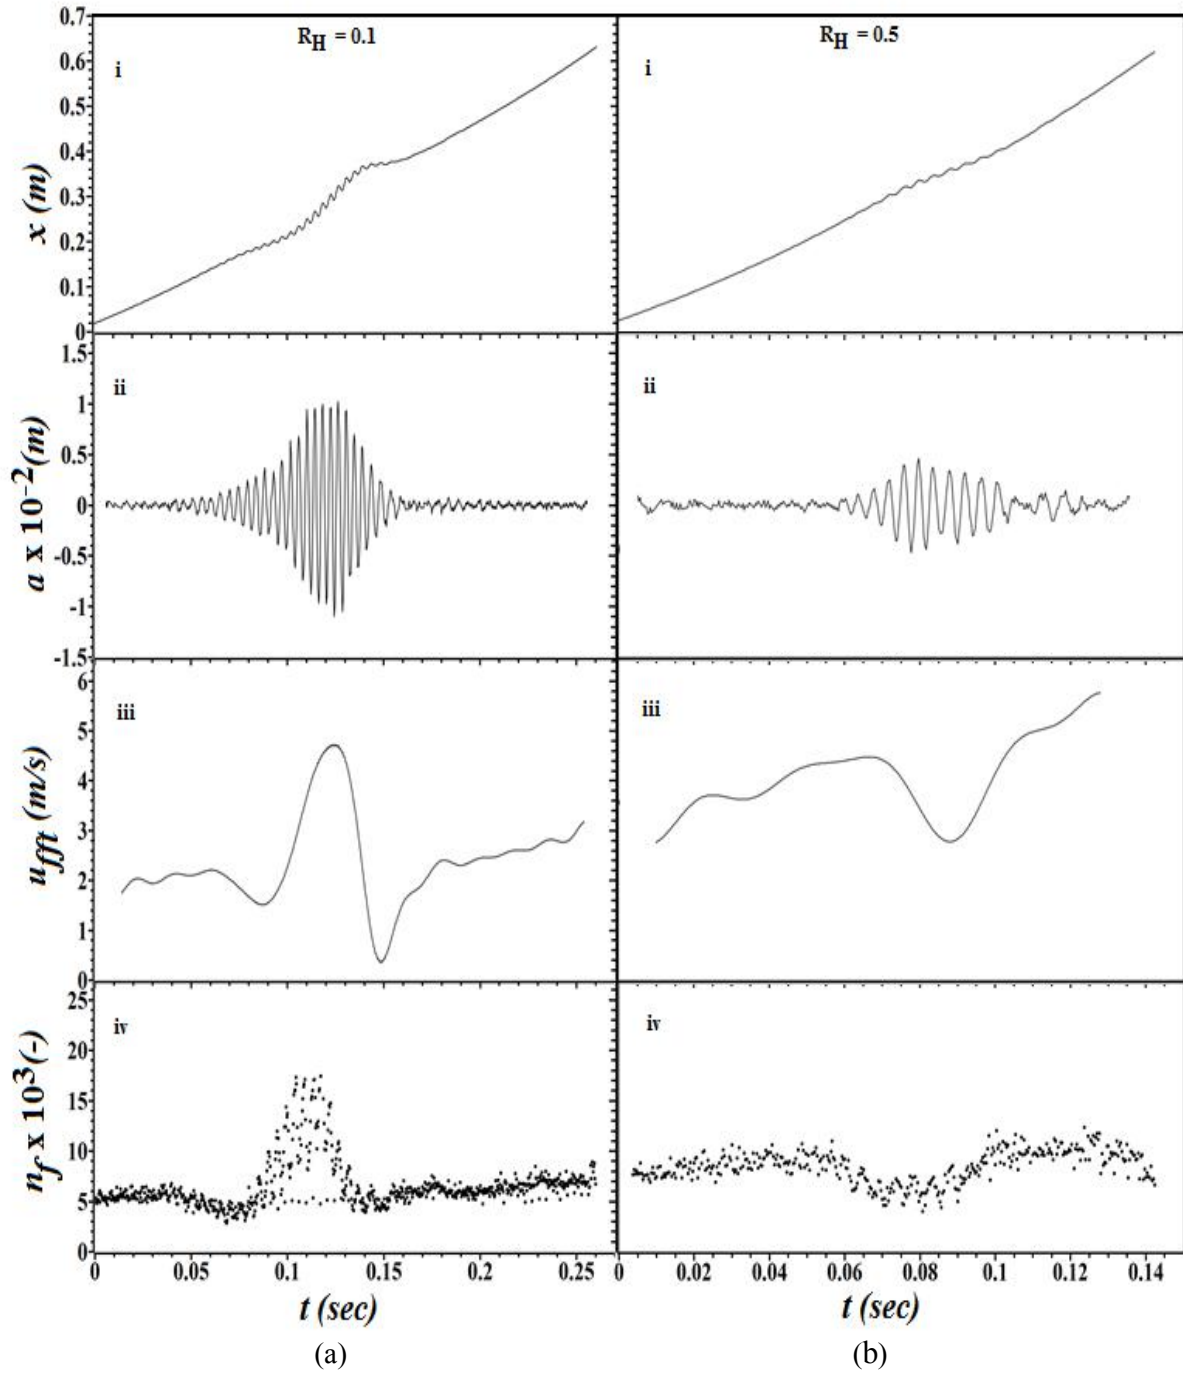 R_H = 0.1
R_H = 0.5
0.7
0.6
0.5
0.4
0.3
0.2
0.1
0
x (m)
i
i
1.5
1
0.5
0
-0.5
-1
-1.5
a x 10^-2 (m)
ii
ii
6
5
4
3
2
1
0
u_fft (m/s)
iii
iii
25
20
15
10
5
0
n_f x 10^3 (-)
iv
iv
0 0.05 0.1 0.15 0.2 0.25
0 0.02 0.04 0.06 0.08 0.1 0.12 0.14
t (sec)
t (sec)
(a)
(b)